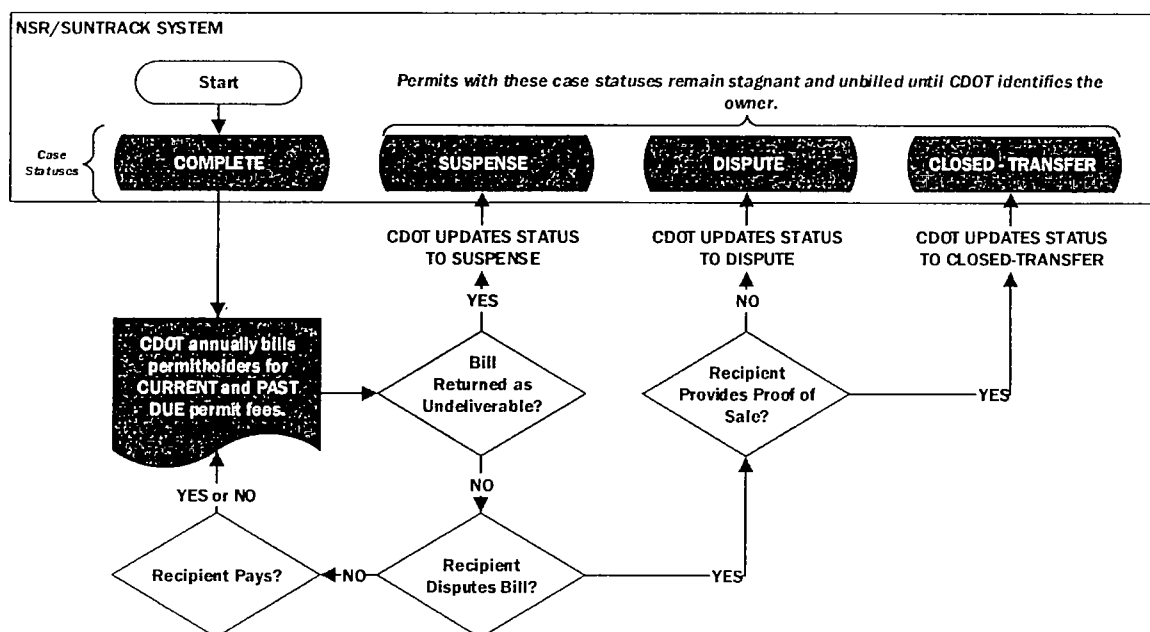 NSR/SUNTRACK SYSTEM
Start
Permits with these case statuses remain stagnant and unbilled until CDOT identifies the
owner.
Case
Statuses
COMPLETE
SUSPENSE
DISPUTE
CLOSED - TRANSFER
CDOT UPDATES STATUS
TO SUSPENSE
CDOT UPDATES STATUS
TO DISPUTE
CDOT UPDATES STATUS
TO CLOSED-TRANSFER
YES
NO
CDOT annually bills
permitholders for
CURRENT and PAST
DUE permit fees.
Bill
Returned as
Undeliverable?
Recipient
Provides Proof of
Sale?
YES
YES or NO
NO
Recipient Pays?
NO
Recipient
Disputes Bill?
YES